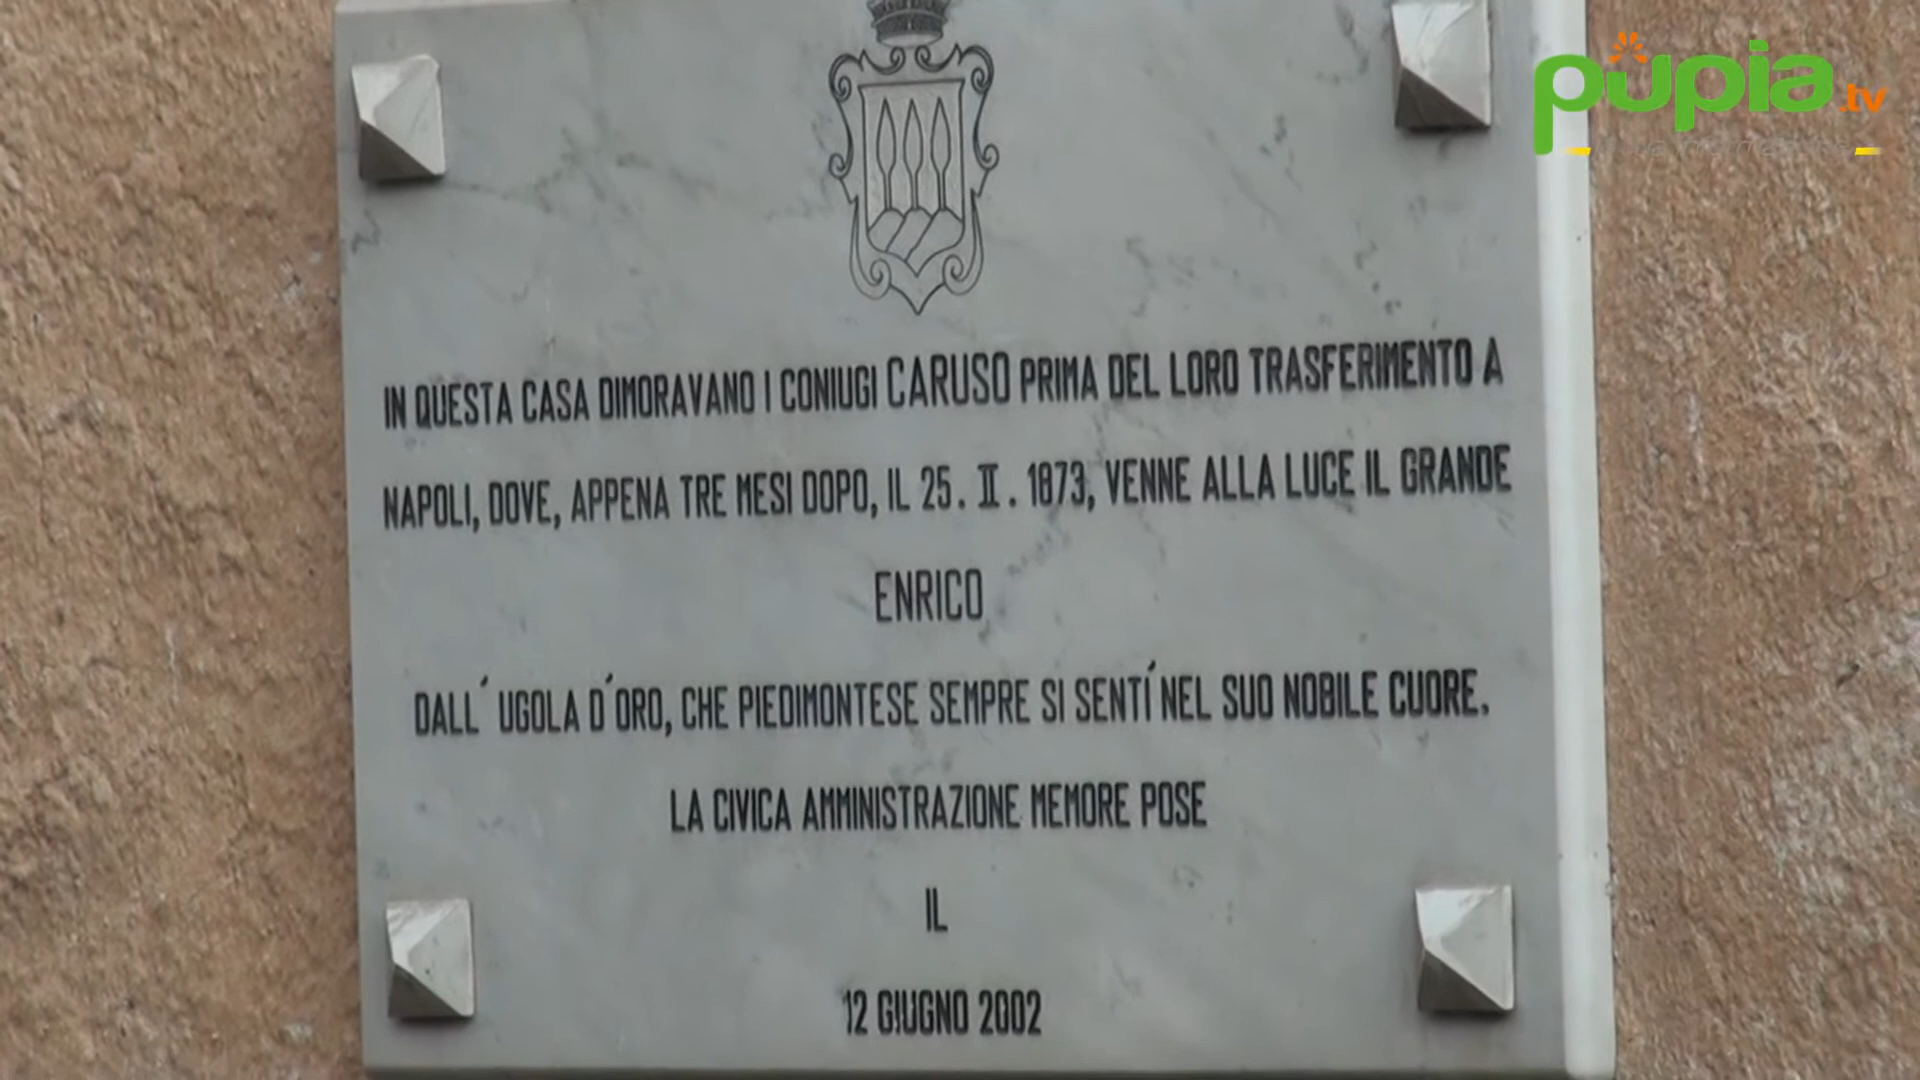 pupia.tv
IN QUESTA CASA DIMORAVANO I CONIUGI CARUSO PRIMA DEL LORO TRASFERIMENTO A
NAPOLI, DOVE, APPENA TRE MESI DOPO, IL 25. II. 1873, VENNE ALLA LUCE IL GRANDE
ENRICO
DALL´ UGOLA D´ORO, CHE PIEDIMONTESE SEMPRE SI SENTI´ NEL SUO NOBILE CUORE.
LA CIVICA AMMINISTRAZIONE MEMORE POSE
IL
12 GIUGNO 2002